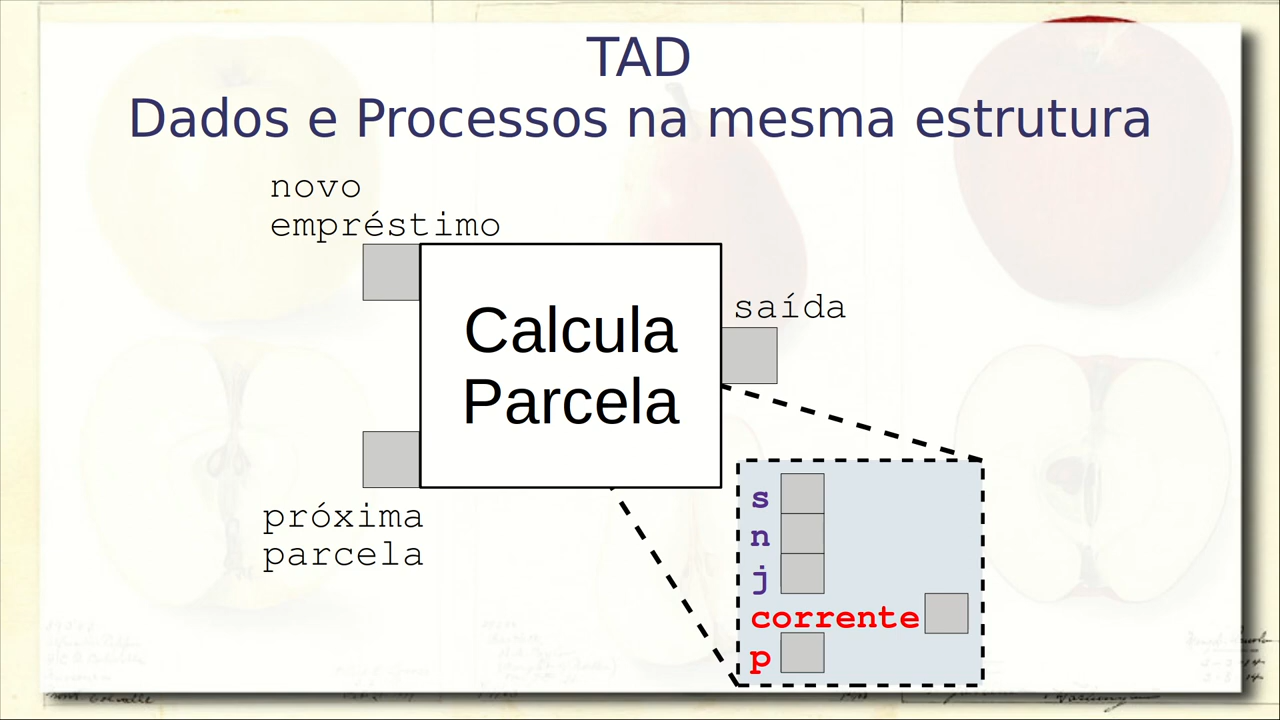 TAD
Dados e Processos na mesma estrutura
novo
empréstimo
Calcula
Parcela
saída
próxima
parcela
s
n
j
corrente
p